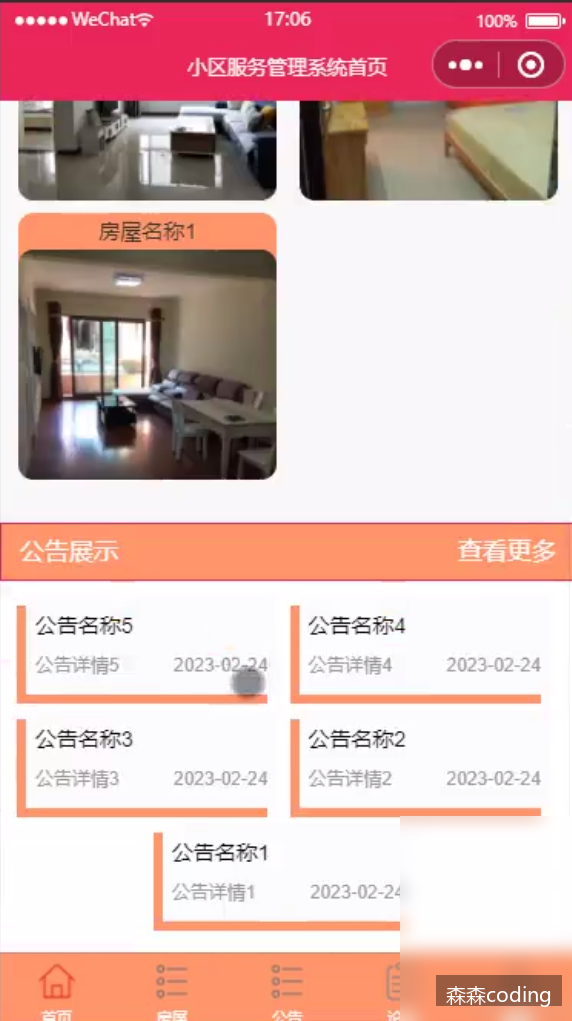 WeChat 17:06 100%
小区服务管理系统首页
房屋名称1
公告展示 查看更多
公告名称5 公告名称4
公告详情5 2023-02-24 公告详情4 2023-02-24
公告名称3 公告名称2
公告详情3 2023-02-24 公告详情2 2023-02-24
公告名称1
公告详情1 2023-02-24
首页 房屋 公告
森森coding